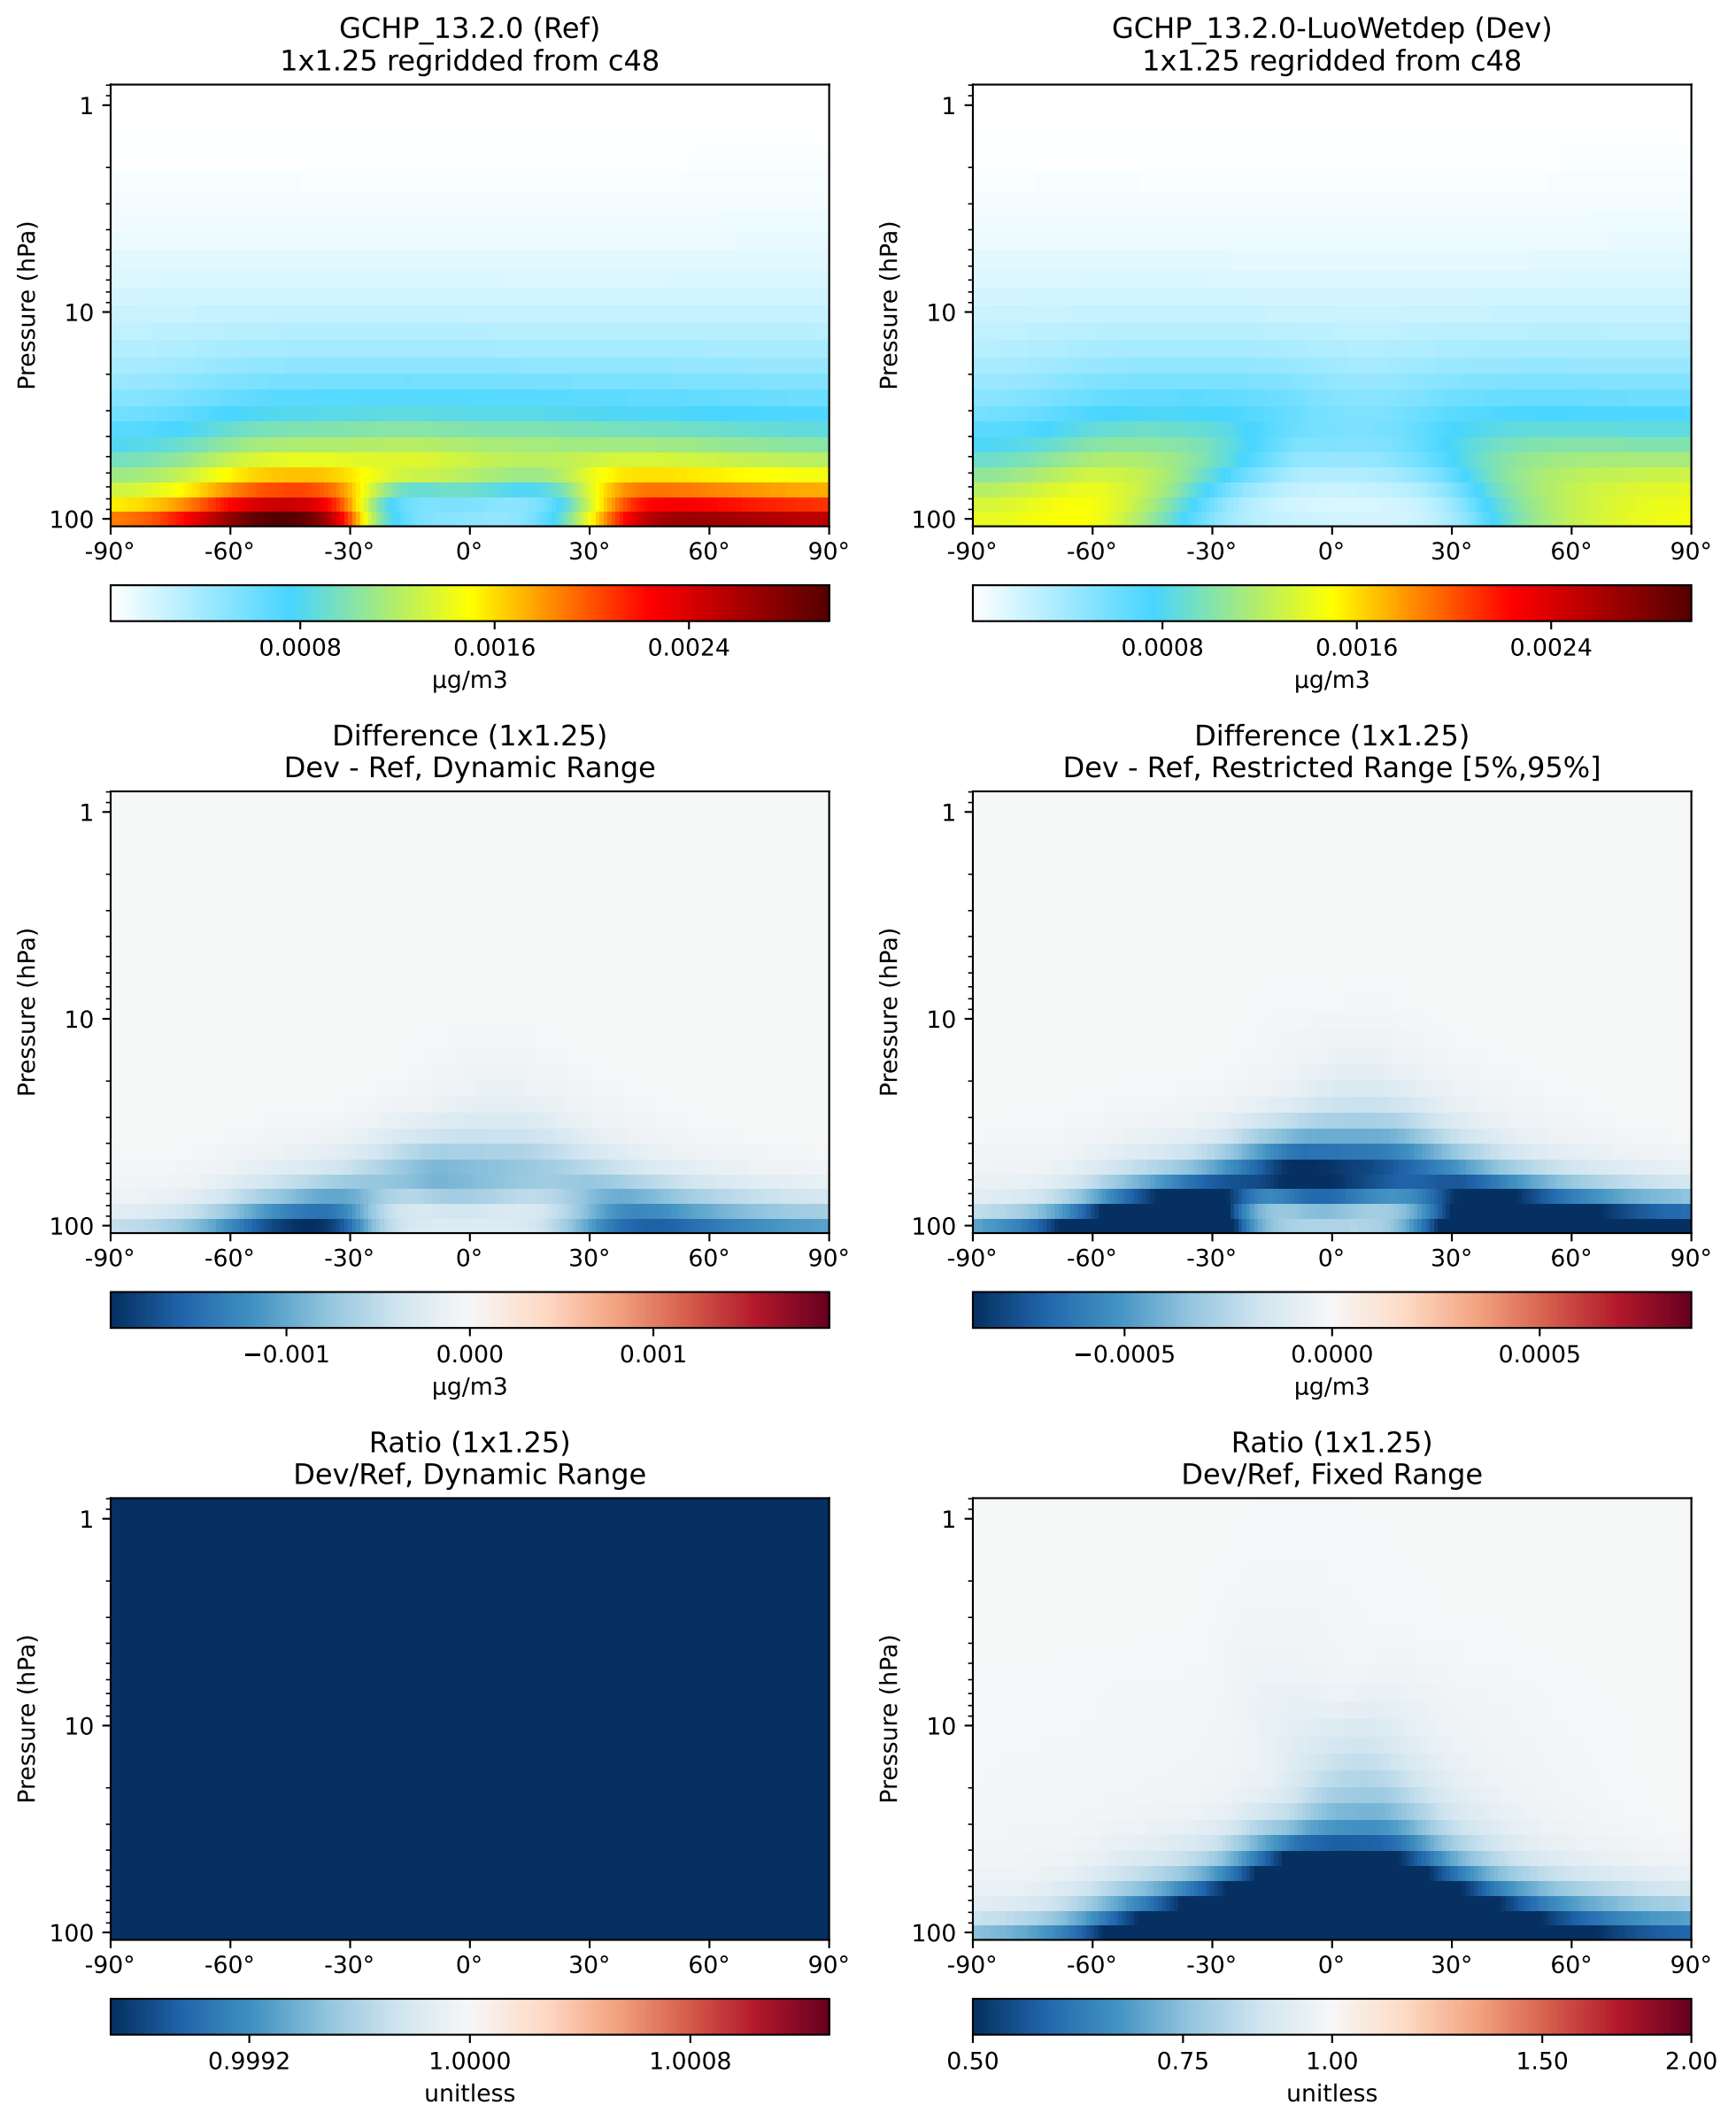 GCHP_13.2.0 (Ref)
1x1.25 regridded from c48
Pressure (hPa)
1
10
100
-90° -60° -30° 0° 30° 60° 90°
0.0008 0.0016 0.0024
µg/m3
GCHP_13.2.0-LuoWetdep (Dev)
1x1.25 regridded from c48
Pressure (hPa)
1
10
100
-90° -60° -30° 0° 30° 60° 90°
0.0008 0.0016 0.0024
µg/m3
Difference (1x1.25)
Dev - Ref, Dynamic Range
Pressure (hPa)
1
10
100
-90° -60° -30° 0° 30° 60° 90°
−0.001 0.000 0.001
µg/m3
Difference (1x1.25)
Dev - Ref, Restricted Range [5%,95%]
Pressure (hPa)
1
10
100
-90° -60° -30° 0° 30° 60° 90°
−0.0005 0.0000 0.0005
µg/m3
Ratio (1x1.25)
Dev/Ref, Dynamic Range
Pressure (hPa)
1
10
100
-90° -60° -30° 0° 30° 60° 90°
0.9992 1.0000 1.0008
unitless
Ratio (1x1.25)
Dev/Ref, Fixed Range
Pressure (hPa)
1
10
100
-90° -60° -30° 0° 30° 60° 90°
0.50 0.75 1.00 1.50 2.00
unitless